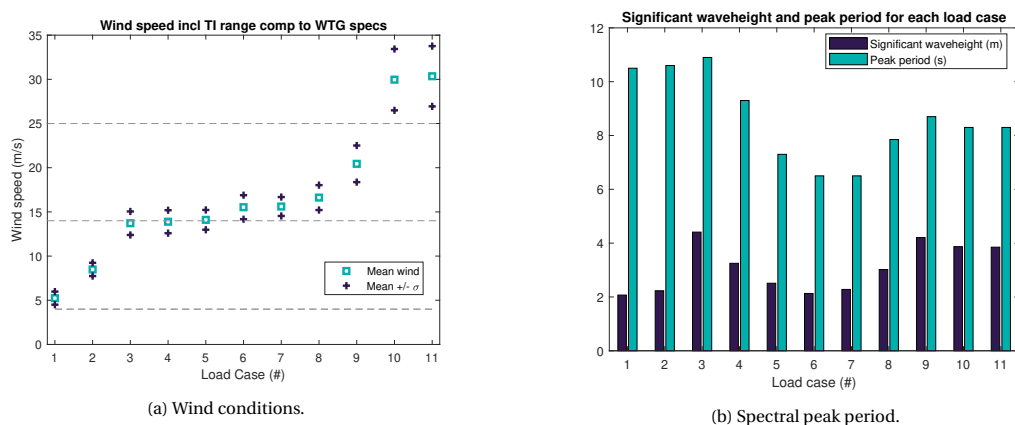 Wind speed incl TI range comp to WTG specs
35
30
25
20
15
10
5
0
Wind speed (m/s)
Mean wind
Mean +/- σ
1 2 3 4 5 6 7 8 9 10 11
Load Case (#)
(a) Wind conditions.
Significant waveheight and peak period for each load case
12
10
8
6
4
2
0
Significant waveheight (m)
Peak period (s)
1 2 3 4 5 6 7 8 9 10 11
Load case (#)
(b) Spectral peak period.